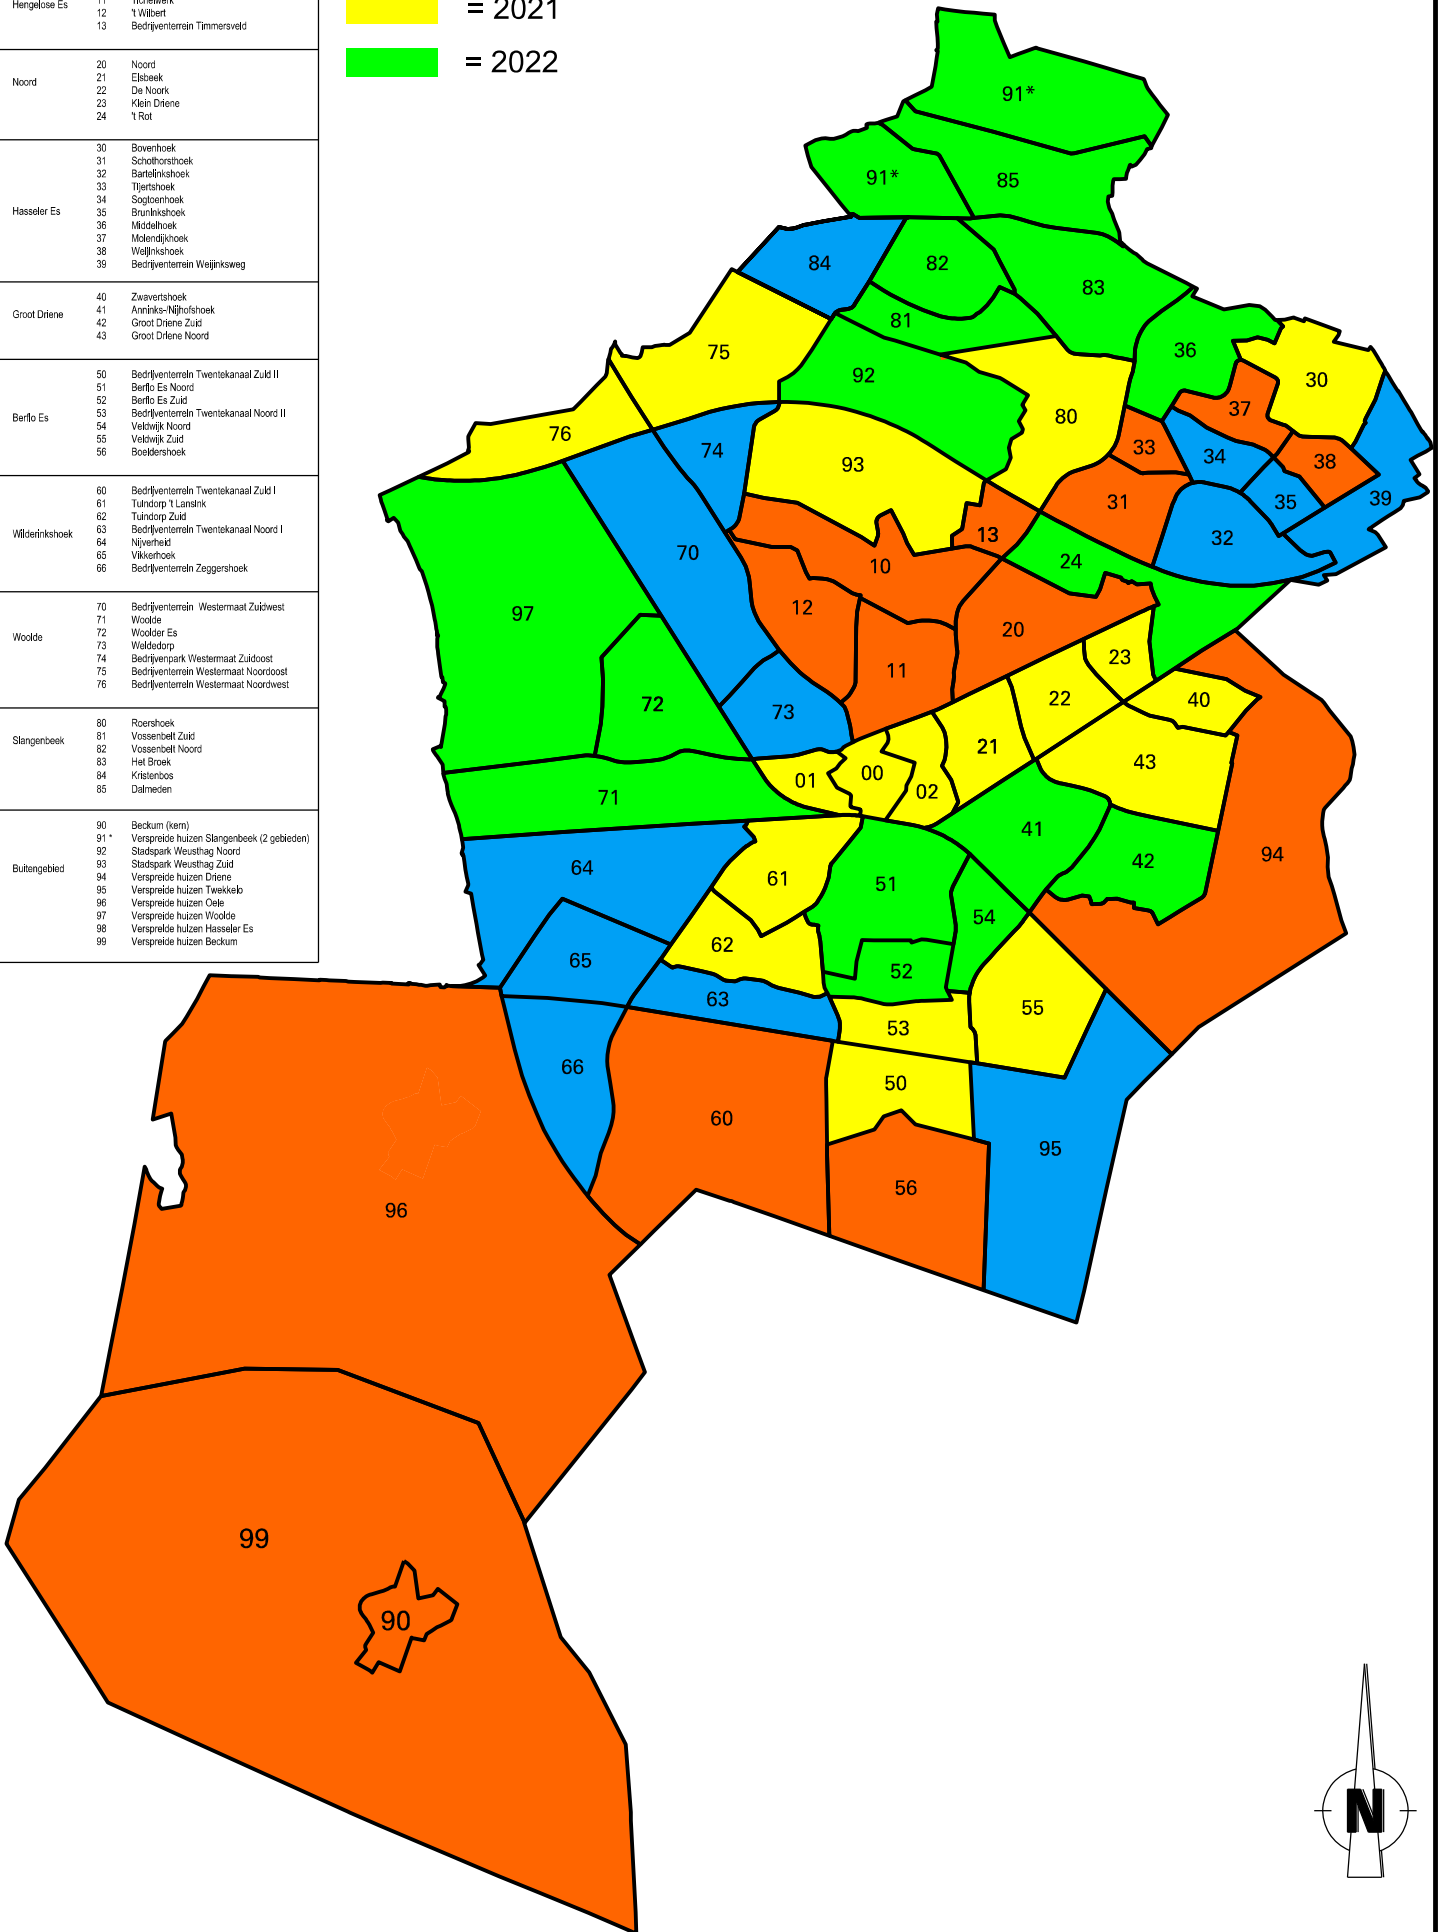 Hengelose Es
12 't Wilbert
13 Bedrijventerrein Timmersveld
= 2021
= 2022
Noord
20 Noord
21 Elsbeek
22 De Noork
23 Klein Driene
24 't Rot
Hasseler Es
30 Bovenhoek
31 Schothorsthoek
32 Bartelinkshoek
33 Tijertshoek
34 Sogtoenhoek
35 Bruninkshoek
36 Middelhoek
37 Molendijkhoek
38 Weijinkshoek
39 Bedrijventerrein Weijinksweg
Groot Driene
40 Zwavertshoek
41 Anninks-/Nijhofshoek
42 Groot Driene Zuid
43 Groot Driene Noord
Berflo Es
50 Bedrijventerrein Twentekanaal Zuid II
51 Berflo Es Noord
52 Berflo Es Zuid
53 Bedrijventerrein Twentekanaal Noord II
54 Veldwijk Noord
55 Veldwijk Zuid
56 Boeldershoek
Wilderinkshoek
60 Bedrijventerrein Twentekanaal Zuid I
61 Tuindorp 't Lansink
62 Tuindorp Zuid
63 Bedrijventerrein Twentekanaal Noord I
64 Nijverheid
65 Vikkerhoek
66 Bedrijventerrein Zeggershoek
Woolde
70 Bedrijventerrein Westermaat Zuidwest
71 Woolde
72 Woolder Es
73 Weldedorp
74 Bedrijvenpark Westermaat Zuidoost
75 Bedrijventerrein Westermaat Noordoost
76 Bedrijventerrein Westermaat Noordwest
Slangenbeek
80 Roershoek
81 Vossenbelt Zuid
82 Vossenbelt Noord
83 Het Broek
84 Kristenbos
85 Dalmeden
Buitengebied
90 Beckum (kern)
91 * Verspreide huizen Slangenbeek (2 gebieden)
92 Stadspark Weusthag Noord
93 Stadspark Weusthag Zuid
94 Verspreide huizen Driene
95 Verspreide huizen Twekkelo
96 Verspreide huizen Oele
97 Verspreide huizen Woolde
98 Verspreide huizen Hasseler Es
99 Verspreide huizen Beckum
91*
91*
85
84
82
83
81
36
75
92
30
80
37
76
74
93
33
34
38
31
35
39
13
32
70
10
24
97
12
20
11
23
72
73
22
40
21
43
01
00
02
71
41
42
94
64
61
51
54
62
65
52
63
55
53
66
50
60
95
56
96
99
90
N